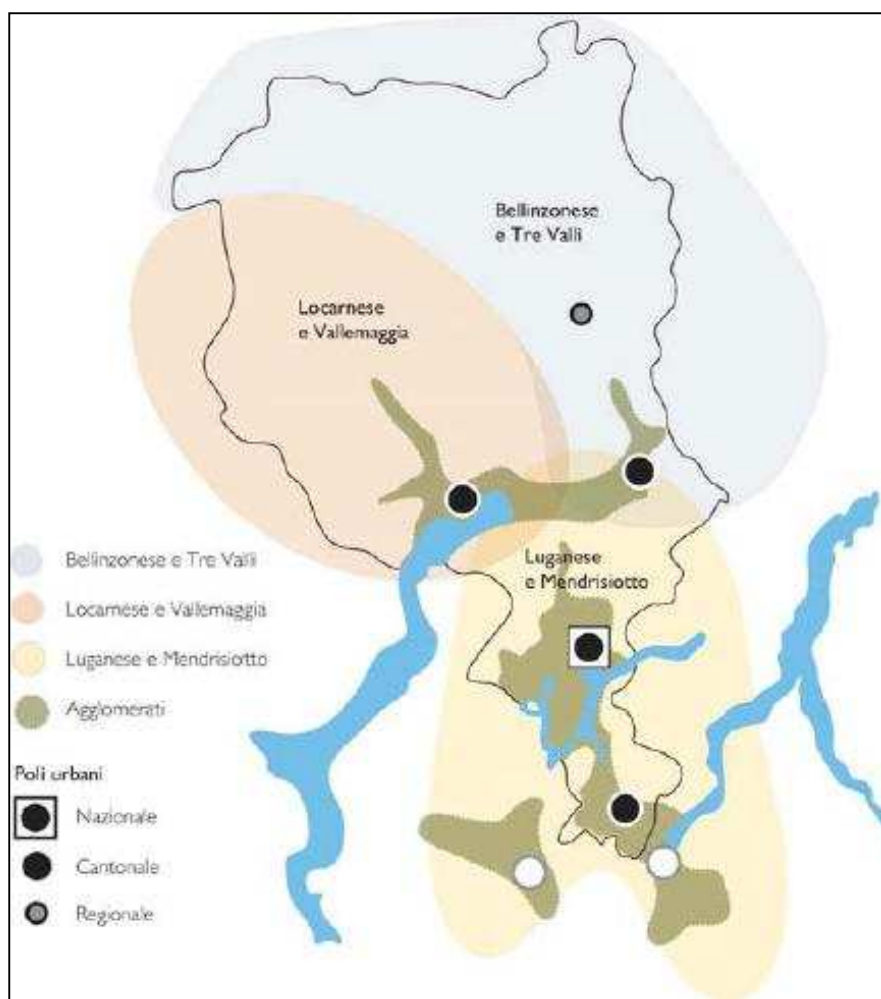 Bellinzonese
e Tre Valli
Locarnese
e Vallemaggia
Luganese
e Mendrisiotto
Bellinzonese e Tre Valli
Locarnese e Vallemaggia
Luganese e Mendrisiotto
Agglomerati
Poli urbani
Nazionale
Cantonale
Regionale